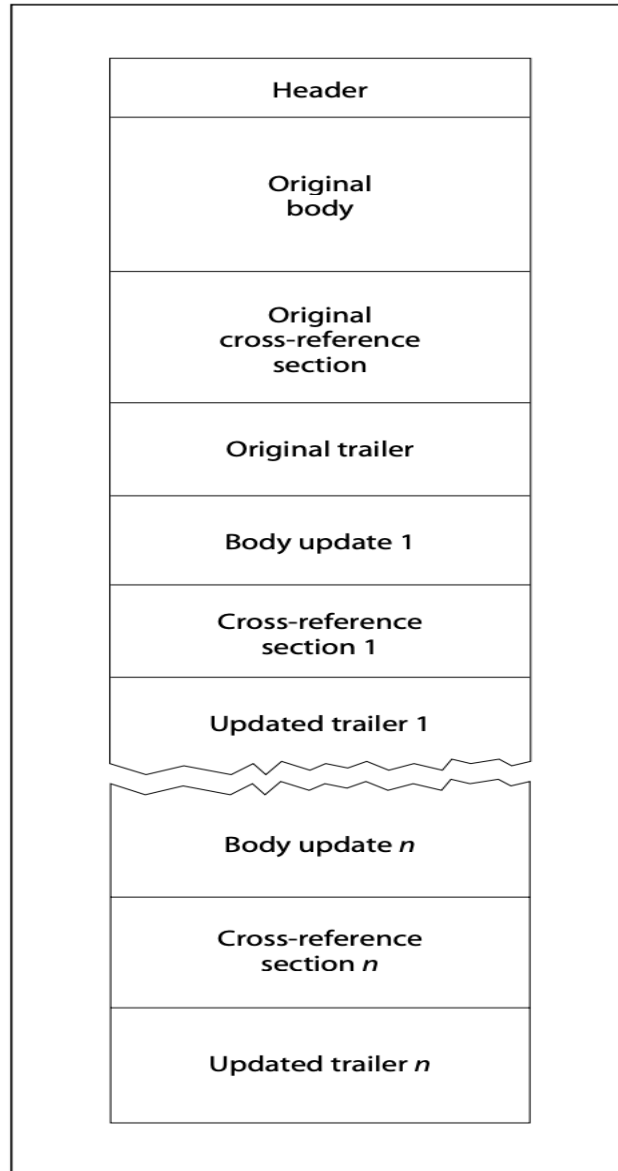 Header
Original
body
Original
cross-reference
section
Original trailer
Body update 1
Cross-reference
section 1
Updated trailer 1
Body update n
Cross-reference
section n
Updated trailer n